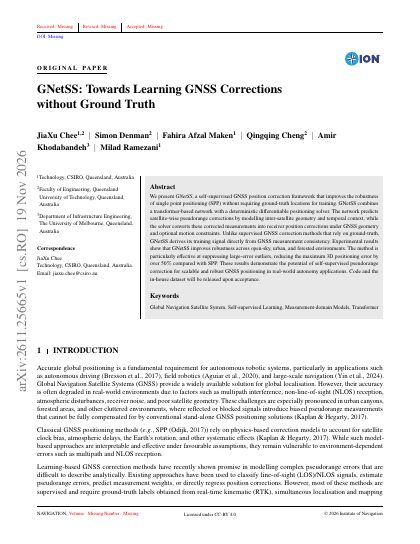 Received: Missing | Revised: Missing | Accepted: Missing
DOI: Missing
ION
ORIGINAL PAPER
GNetSS: Towards Learning GNSS Corrections
without Ground Truth
JiaXu Chee1,2 | Simon Denman2 | Fahira Afzal Maken1 | Qingqing Cheng2 | Amir
Khodabandeh3 | Milad Ramezani1
1Technology, CSIRO, Queensland, Australia
2Faculty of Engineering, Queensland
University of Technology, Queensland,
Australia
3Department of Infrastructure Engineering,
The University of Melbourne, Queensland,
Australia
Correspondence
JiaXu Chee
Technology, CSIRO, Queensland, Australia.
Email: jiaxu.chee@csiro.au
Abstract
We present GNetSS, a self-supervised GNSS position correction framework that improves the robustness
of single point positioning (SPP) without requiring ground-truth locations for training. GNetSS combines
a transformer-based network with a deterministic differentiable positioning solver. The network predicts
satellite-wise pseudorange corrections by modelling inter-satellite geometry and temporal context, while
the solver converts these corrected measurements into receiver position corrections under GNSS geometry
and optional motion constraints. Unlike supervised GNSS correction methods that rely on ground-truth,
GNetSS derives its training signal directly from GNSS measurement consistency. Experimental results
show that GNetSS improves robustness across open-sky, urban, and forested environments. The method is
particularly effective at suppressing large-error outliers, reducing the maximum 3D positioning error by
over 50% compared with SPP. These results demonstrate the potential of self-supervised pseudorange
correction for scalable and robust GNSS positioning in real-world autonomy applications. Code and the
in-house dataset will be released upon acceptance.
Keywords
Global Navigation Satellite System, Self-supervised Learning, Measurement-domain Models, Transformer
1 | INTRODUCTION
Accurate global positioning is a fundamental requirement for autonomous robotic systems, particularly in applications such
as autonomous driving (Bresson et al., 2017), field robotics (Aguiar et al., 2020), and large-scale navigation (Yin et al., 2024).
Global Navigation Satellite Systems (GNSS) provide a widely available solution for global localisation. However, their accuracy
is often degraded in real-world environments due to factors such as multipath interference, non-line-of-sight (NLOS) reception,
atmospheric disturbances, receiver noise, and poor satellite geometry. These challenges are especially pronounced in urban canyons,
forested areas, and other cluttered environments, where reflected or blocked signals introduce biased pseudorange measurements
that cannot be fully compensated for by conventional stand-alone GNSS positioning solutions (Kaplan & Hegarty, 2017).
Classical GNSS positioning methods (e.g., SPP (Odijk, 2017)) rely on physics-based correction models to account for satellite
clock bias, atmospheric delays, the Earth's rotation, and other systematic effects (Kaplan & Hegarty, 2017). While such model-
based approaches are interpretable and effective under favourable assumptions, they remain vulnerable to environment-dependent
errors such as multipath and NLOS reception.
Learning-based GNSS correction methods have recently shown promise in modelling complex pseudorange errors that are
difficult to describe analytically. Existing approaches have been used to classify line-of-sight (LOS)/NLOS signals, estimate
pseudorange errors, predict measurement weights, or directly regress position corrections. However, most of these methods are
supervised and require ground-truth labels obtained from real-time kinematic (RTK), simultaneous localisation and mapping
NAVIGATION, Volume: Missing Number: Missing
Licensed under CC-BY 4.0
© 2026 Institute of Navigation
arXiv:2611.25665v1 [cs.RO] 19 Nov 2026